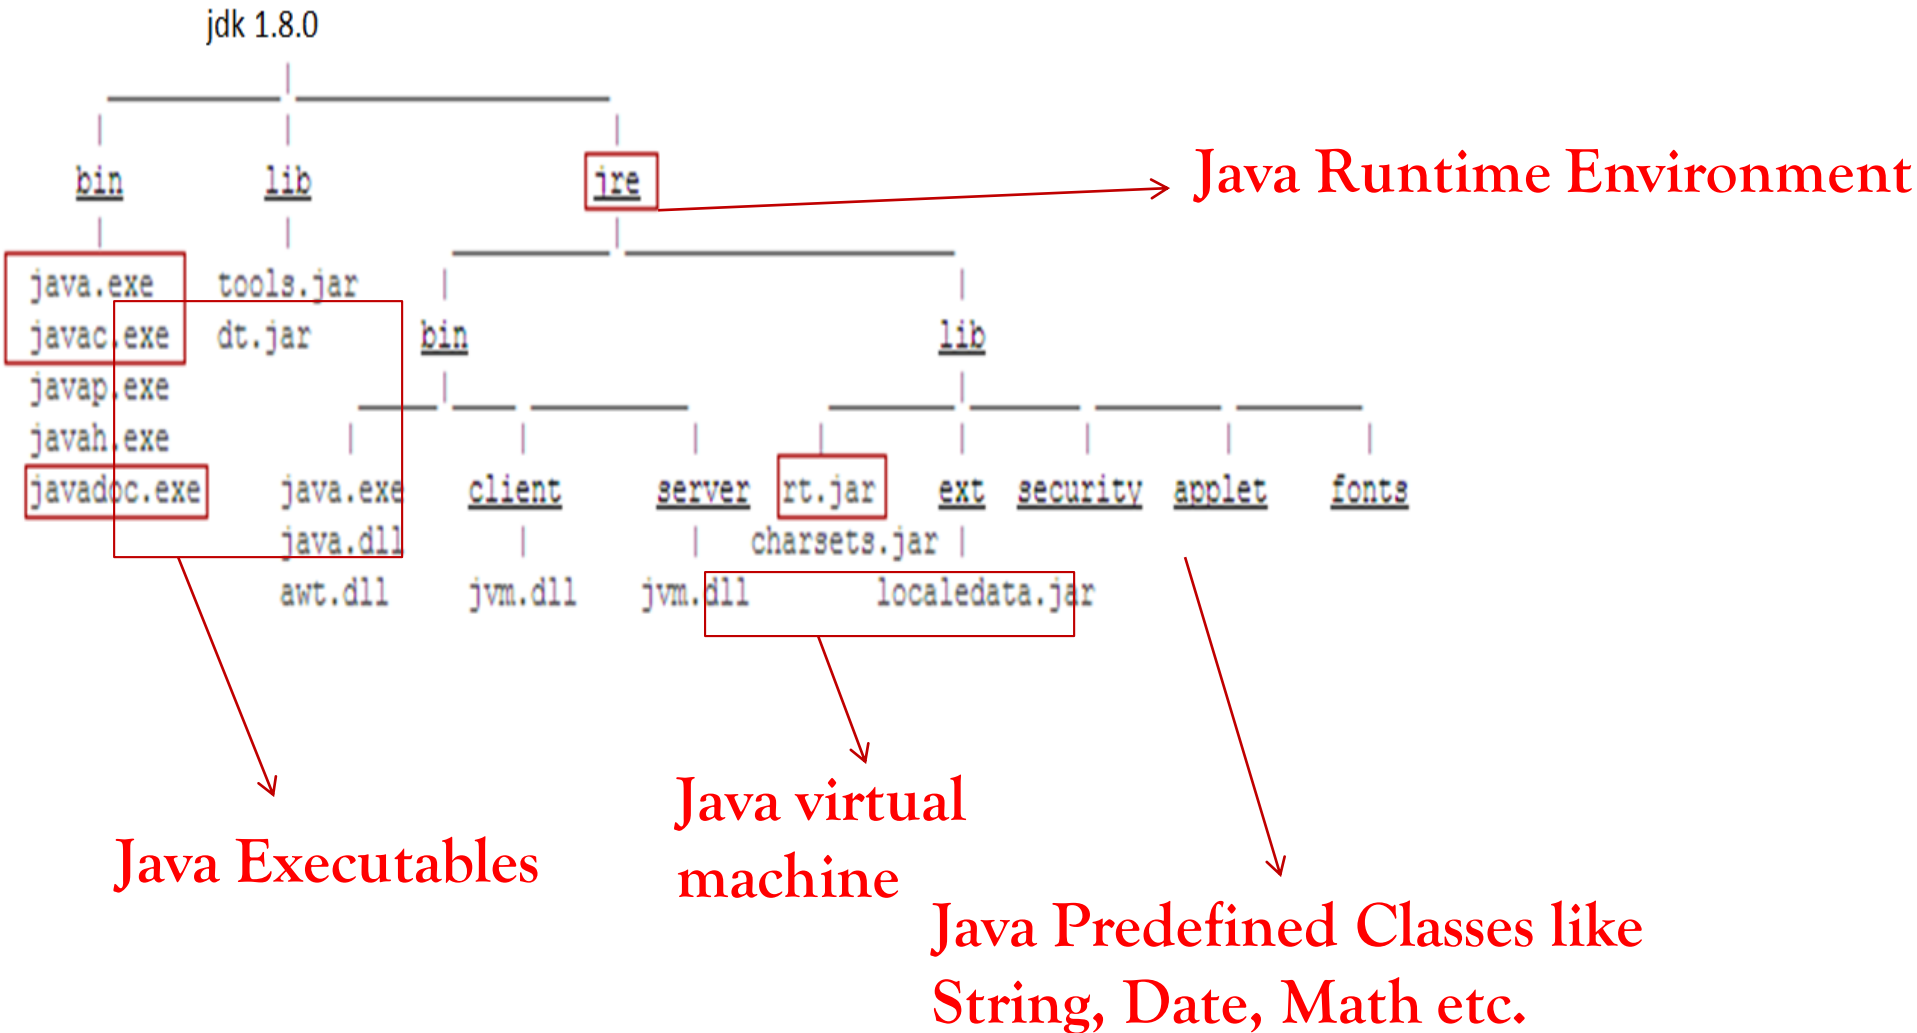 jdk 1.8.0
bin lib jre
Java Runtime Environment
java.exe tools.jar
javac.exe dt.jar bin lib
javap.exe
javah.exe
javadoc.exe java.exe client server rt.jar ext security applet fonts
java.dll charsets.jar
awt.dll jvm.dll jvm.dll localedata.jar
Java Executables
Java virtual
machine
Java Predefined Classes like
String, Date, Math etc.